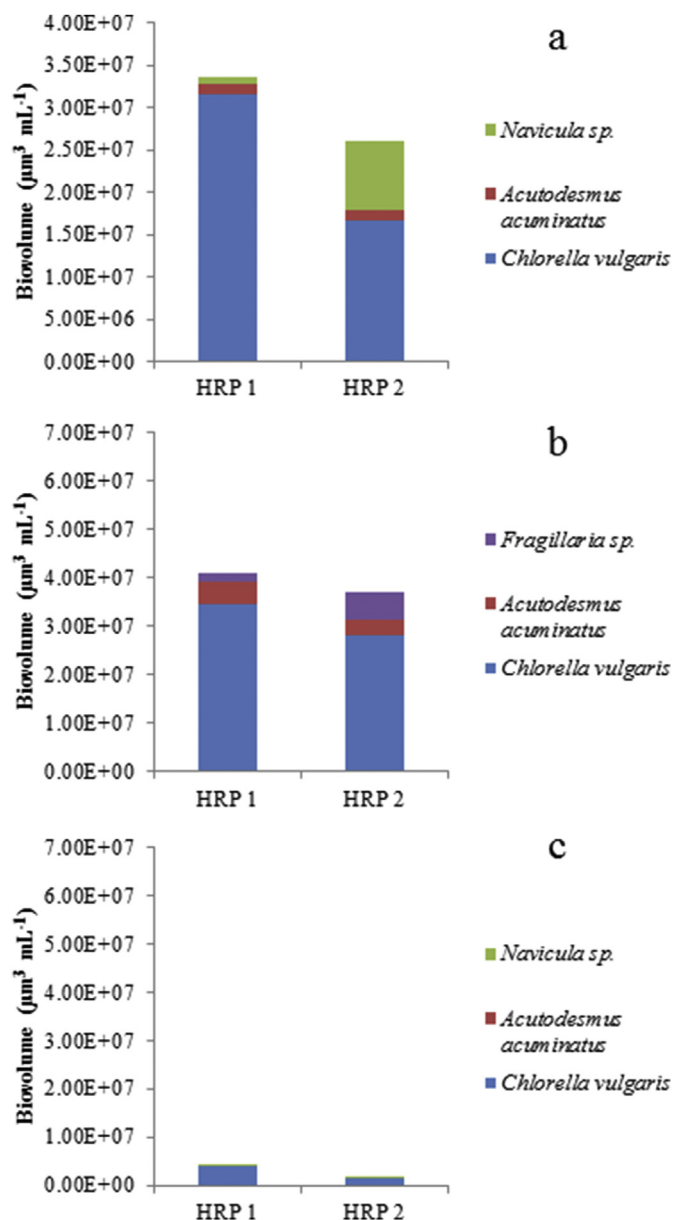 a
Biovolume (µm³ mL⁻¹)
4.00E+07
3.50E+07
3.00E+07
2.50E+07
2.00E+07
1.50E+07
1.00E+07
5.00E+06
0.00E+00
HRP 1
HRP 2
Navicula sp.
Acutodesmus
acuminatus
Chlorella vulgaris
b
Biovolume (µm³ mL⁻¹)
7.00E+07
6.00E+07
5.00E+07
4.00E+07
3.00E+07
2.00E+07
1.00E+07
0.00E+00
HRP 1
HRP 2
Fragillaria sp.
Acutodesmus
acuminatus
Chlorella vulgaris
c
Biovolume (µm³ mL⁻¹)
7.00E+07
6.00E+07
5.00E+07
4.00E+07
3.00E+07
2.00E+07
1.00E+07
0.00E+00
HRP 1
HRP 2
Navicula sp.
Acutodesmus
acuminatus
Chlorella vulgaris